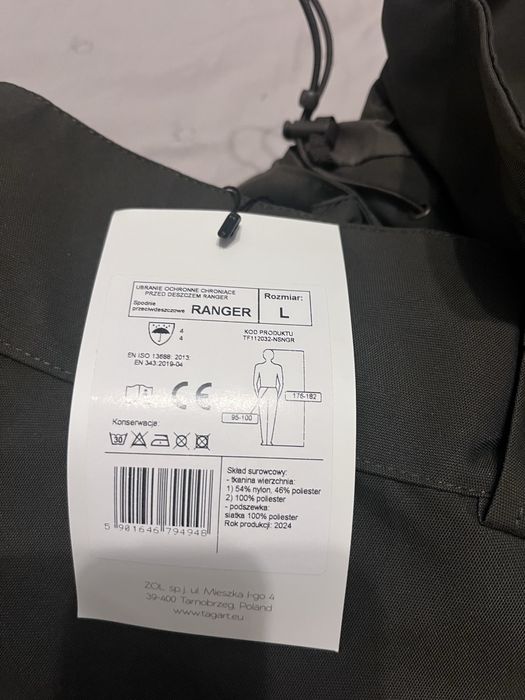 UBRANIE OCHRONNE CHRONIĄCE
PRZED DESZCZEM RANGER
Spodnie
przeciwdeszczowe RANGER
Rozmiar:
L
4
4
KOD PRODUKTU
TF112032-NSNGR
EN ISO 13688: 2013;
EN 343:2019-04
CE
176-182
95-100
Konserwacja:
30
Skład surowcowy:
- tkanina wierzchnia:
1) 54% nylon, 46% poliester
2) 100% poliester
- podszewka:
siatka 100% poliester
Rok produkcji: 2024
5 901646 794948
ZOL sp.j. ul. Mieszka I-go 4
39-400 Tarnobrzeg, Poland
www.tagart.eu